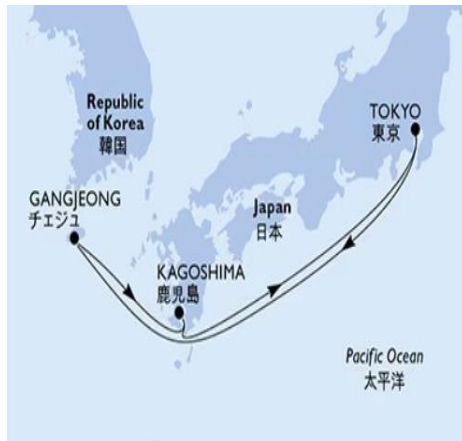 Republic
of Korea
韓国
TOKYO
東京
GANGJEONG
チェジュ
Japan
日本
KAGOSHIMA
鹿児島
Pacific Ocean
太平洋